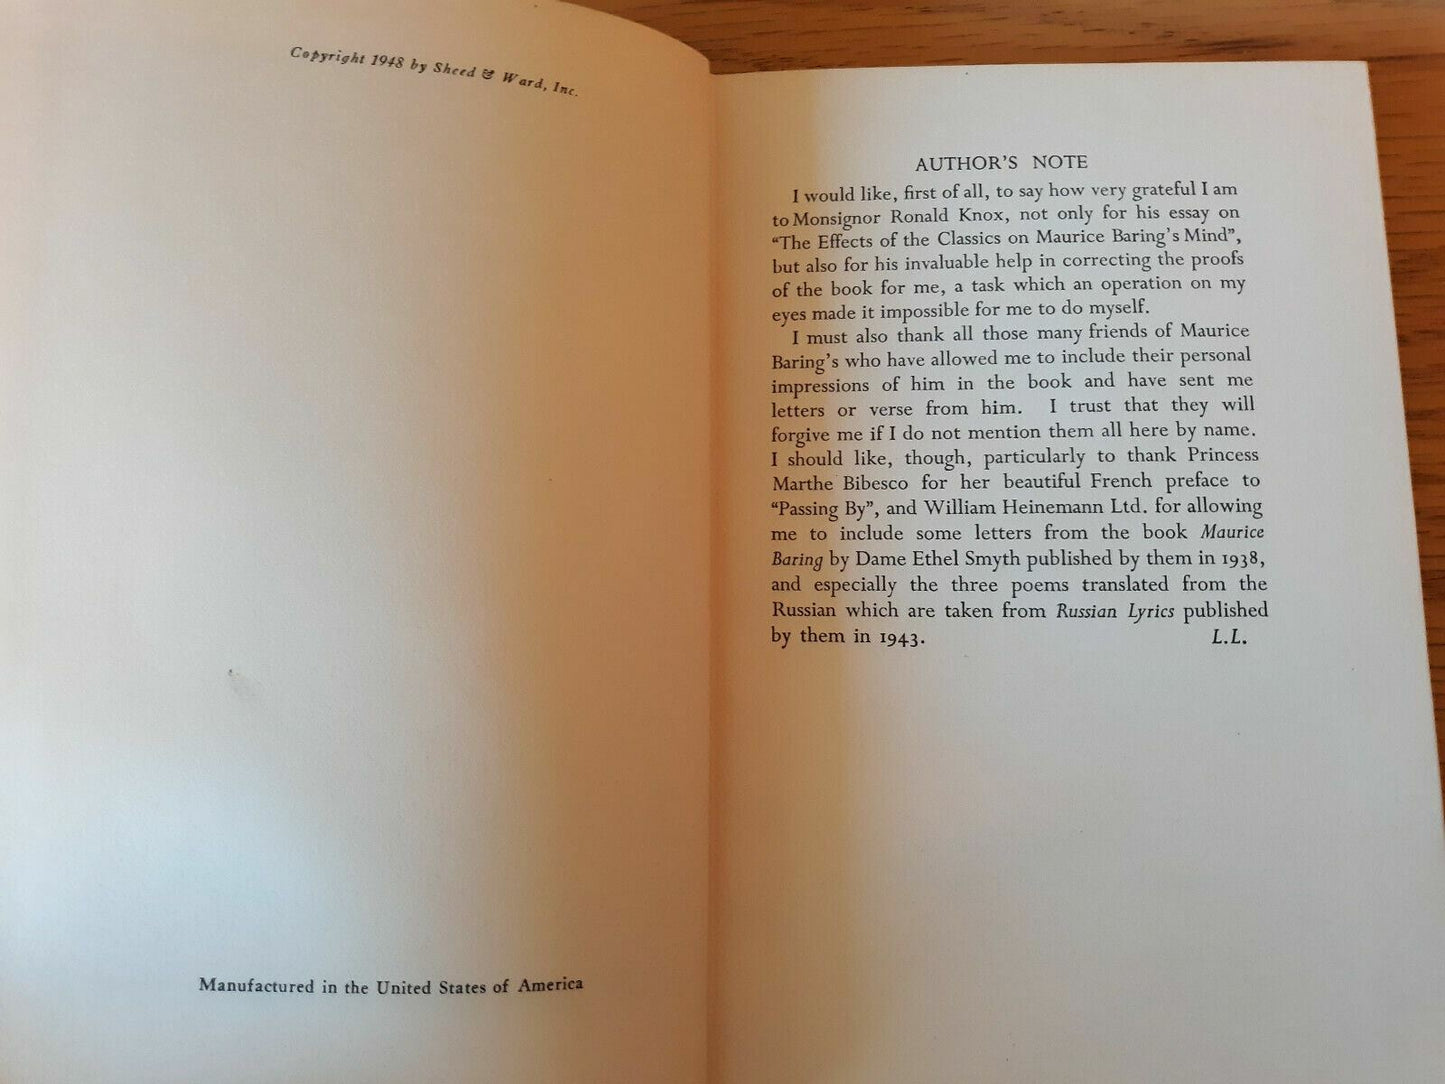 Copyright 1948 by Sheed & Ward, Inc.
Manufactured in the United States of America
AUTHOR'S NOTE
I would like, first of all, to say how very grateful I am
to Monsignor Ronald Knox, not only for his essay on
“The Effects of the Classics on Maurice Baring's Mind”,
but also for his invaluable help in correcting the proofs
of the book for me, a task which an operation on my
eyes made it impossible for me to do myself.
I must also thank all those many friends of Maurice
Baring's who have allowed me to include their personal
impressions of him in the book and have sent me
letters or verse from him. I trust that they will
forgive me if I do not mention them all here by name.
I should like, though, particularly to thank Princess
Marthe Bibesco for her beautiful French preface to
“Passing By”, and William Heinemann Ltd. for allowing
me to include some letters from the book Maurice
Baring by Dame Ethel Smyth published by them in 1938,
and especially the three poems translated from the
Russian which are taken from Russian Lyrics published
by them in 1943. L.L.